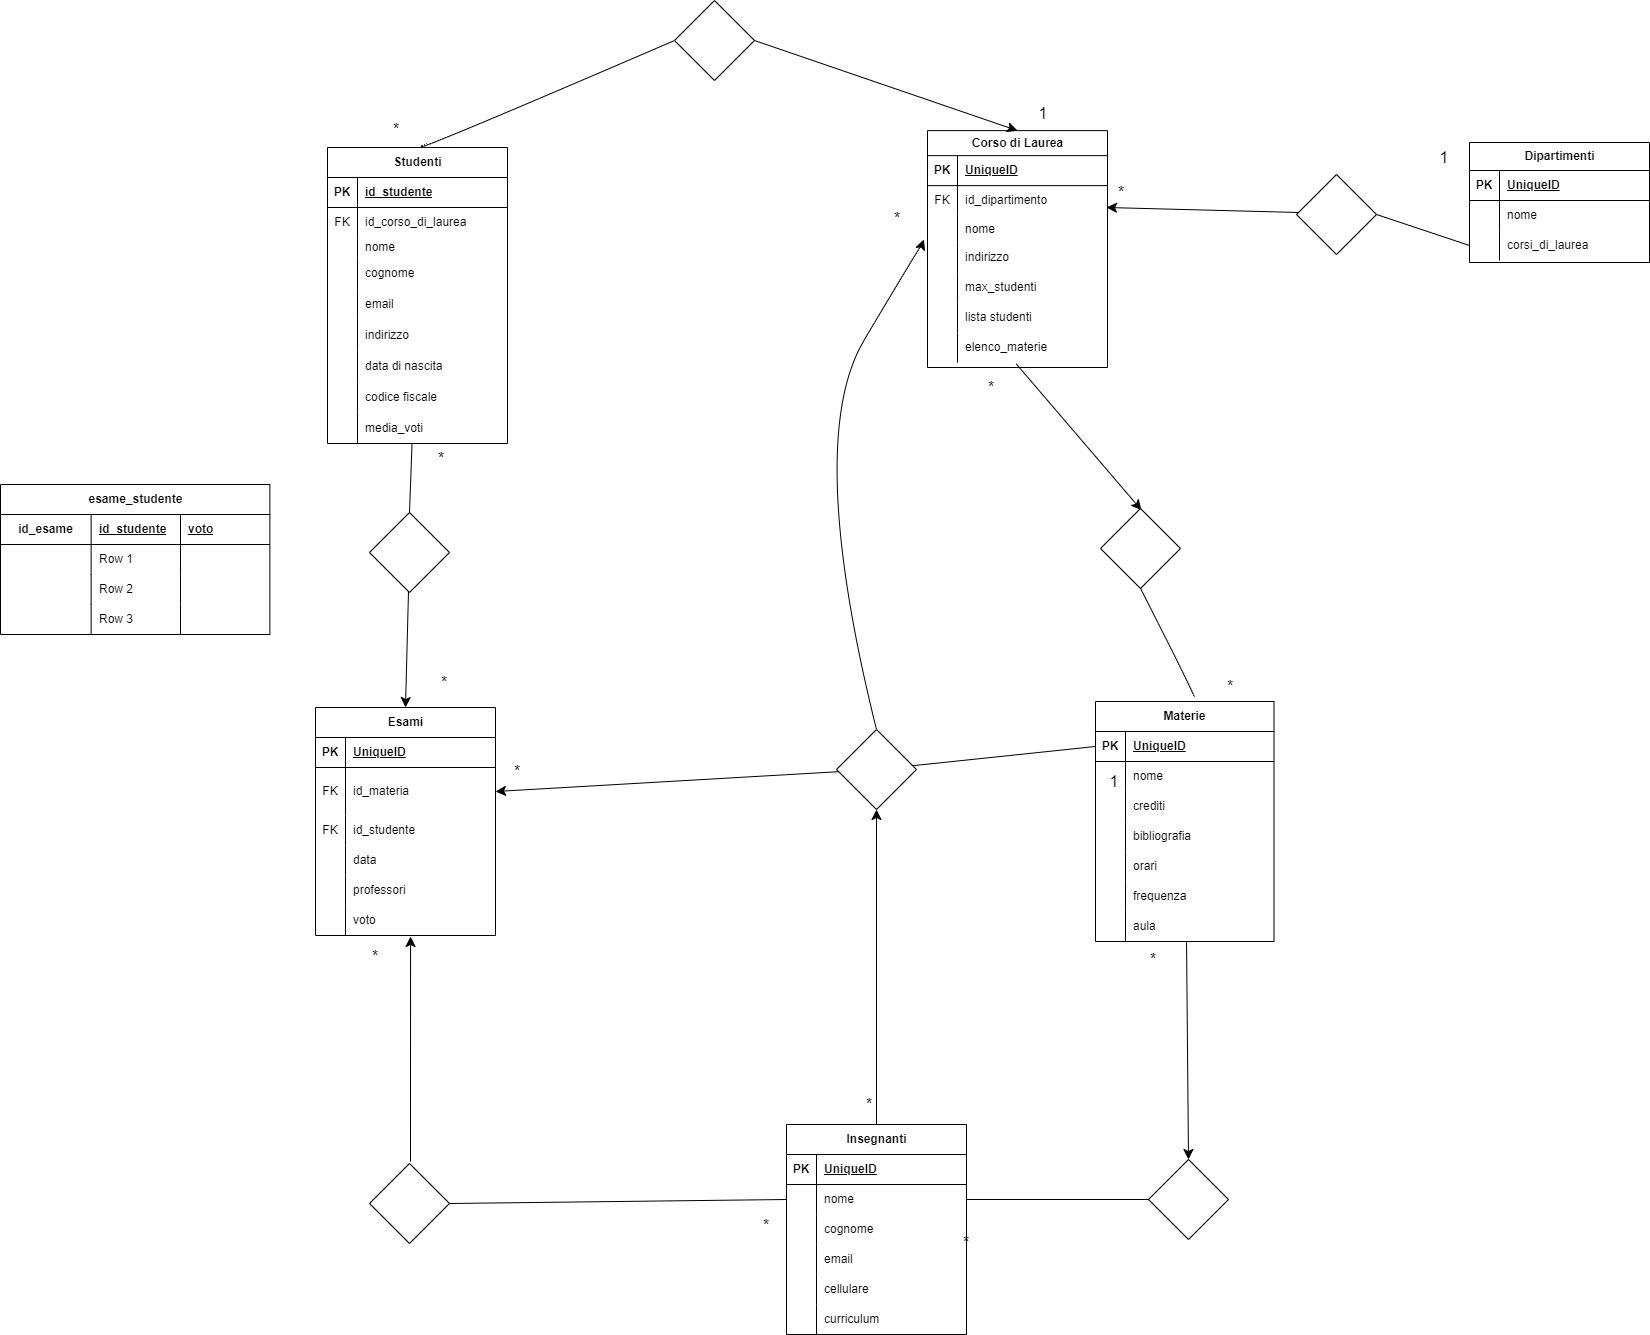 *
Studenti
PK id_studente
FK id_corso_di_laurea
nome
cognome
email
indirizzo
data di nascita
codice fiscale
media_voti
*
1
Corso di Laurea
PK UniqueID
FK id_dipartimento
nome
indirizzo
max_studenti
lista studenti
elenco_materie
*
*
*
1
Dipartimenti
PK UniqueID
nome
corsi_di_laurea
esame_studente
id_esame id_studente voto
Row 1
Row 2
Row 3
*
Esami
PK UniqueID
FK id_materia
FK id_studente
data
professori
voto
*
*
*
Materie
PK UniqueID
1 nome
crediti
bibliografia
orari
frequenza
aula
*
*
Insegnanti
PK UniqueID
nome
cognome
email
cellulare
curriculum
*
*